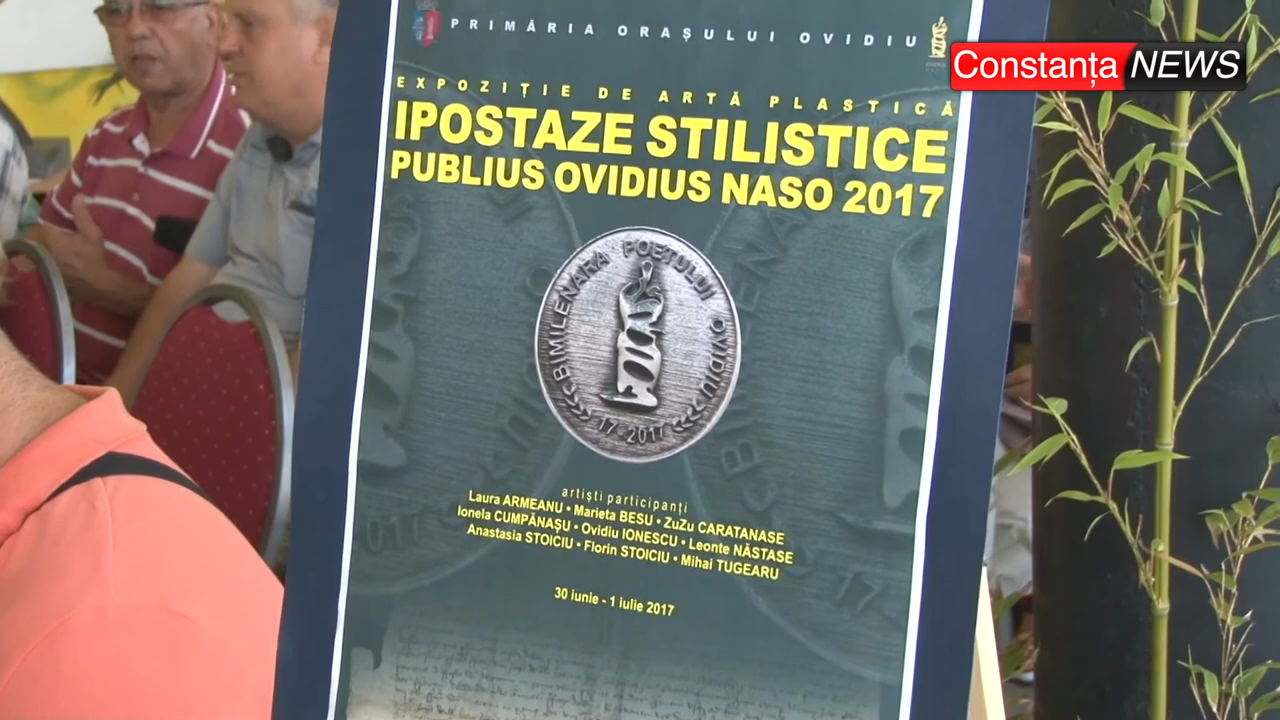 PRIMĂRIA ORAȘULUI OVIDIU
Constanța NEWS
EXPOZIȚIE DE ARTĂ PLASTICĂ
IPOSTAZE STILISTICE
PUBLIUS OVIDIUS NASO 2017
BIMILENARA POETULUI OVIDIU
17 2017
artiști participanți
Laura ARMEANU • Marieta BESU • ZuZu CARATANASE
Ionela CUMPĂNAȘU • Ovidiu IONESCU • Leonte NĂSTASE
Anastasia STOICIU • Florin STOICIU • Mihai TUGEARU
30 iunie - 1 iulie 2017